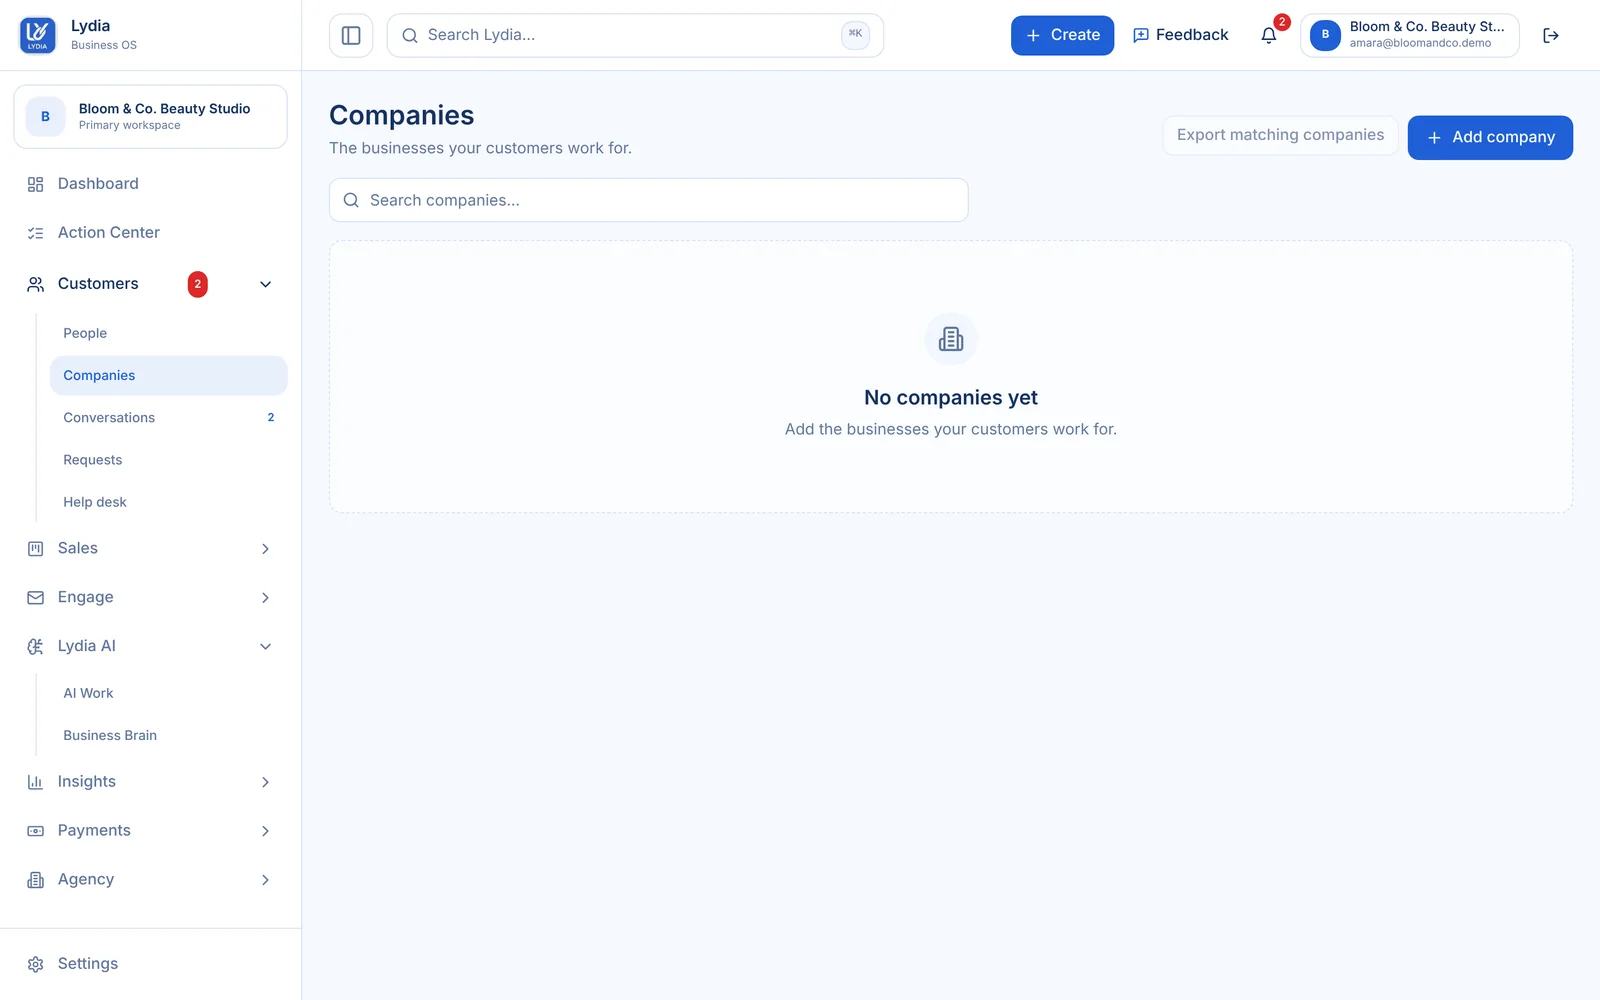 LYDIA
Lydia
Business OS
Search Lydia...
⌘K
Create
Feedback
2
B
Bloom & Co. Beauty St...
amara@bloomandco.demo
B
Bloom & Co. Beauty Studio
Primary workspace
Dashboard
Action Center
Customers
2
People
Companies
Conversations
2
Requests
Help desk
Sales
Engage
Lydia AI
AI Work
Business Brain
Insights
Payments
Agency
Settings
Companies
The businesses your customers work for.
Export matching companies
Add company
Search companies...
No companies yet
Add the businesses your customers work for.